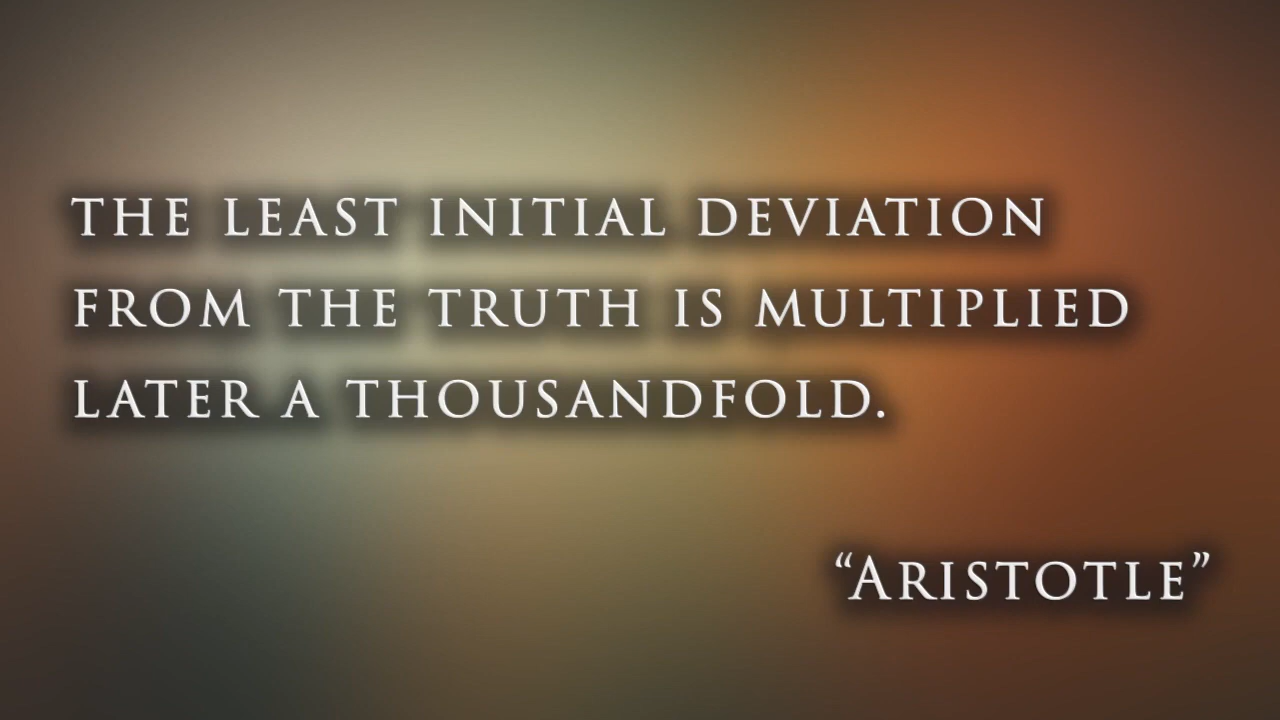 THE LEAST INITIAL DEVIATION
FROM THE TRUTH IS MULTIPLIED
LATER A THOUSANDFOLD.
“ARISTOTLE”